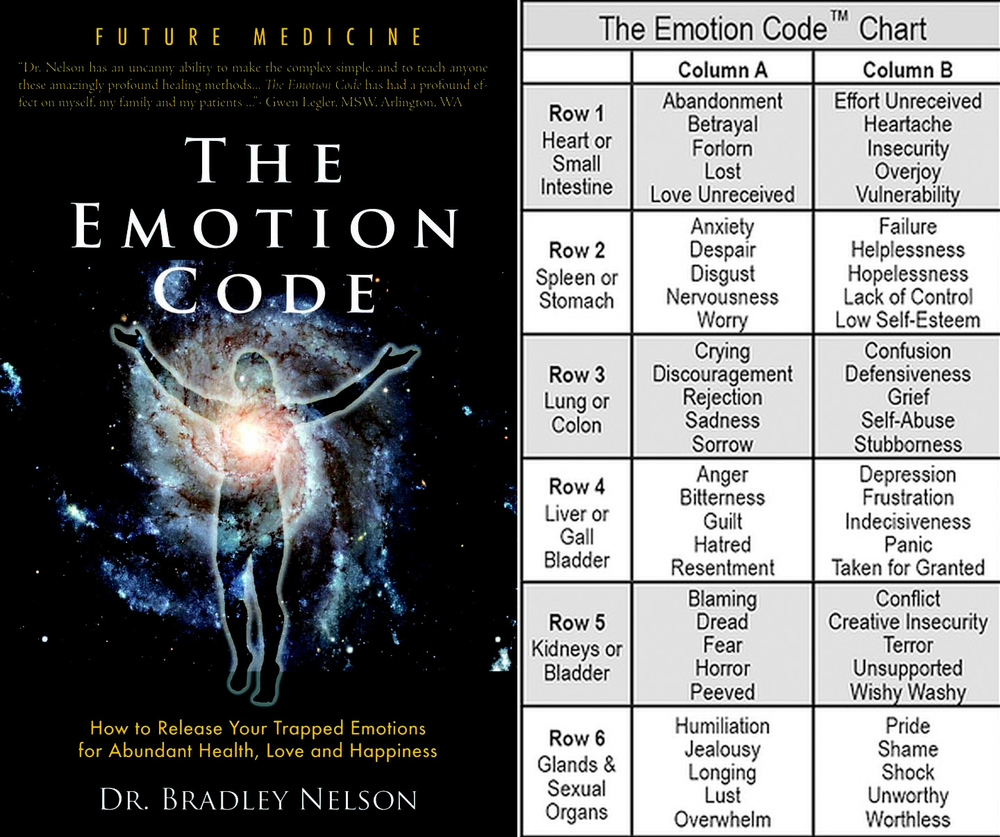 FUTURE MEDICINE
"Dr. Nelson has an uncanny ability to make the complex simple, and to teach anyone
these amazingly profound healing methods... The Emotion Code has had a profound ef-
fect on myself, my family and my patients ..."- Gwen Legler, MSW, Arlington, WA
THE
EMOTION
CODE
How to Release Your Trapped Emotions
for Abundant Health, Love and Happiness
DR. BRADLEY NELSON
The Emotion Code™ Chart
Column A
Column B
Row 1
Heart or
Small
Intestine
Abandonment
Betrayal
Forlorn
Lost
Love Unreceived
Effort Unreceived
Heartache
Insecurity
Overjoy
Vulnerability
Row 2
Spleen or
Stomach
Anxiety
Despair
Disgust
Nervousness
Worry
Failure
Helplessness
Hopelessness
Lack of Control
Low Self-Esteem
Row 3
Lung or
Colon
Crying
Discouragement
Rejection
Sadness
Sorrow
Confusion
Defensiveness
Grief
Self-Abuse
Stubborness
Row 4
Liver or
Gall
Bladder
Anger
Bitterness
Guilt
Hatred
Resentment
Depression
Frustration
Indecisiveness
Panic
Taken for Granted
Row 5
Kidneys or
Bladder
Blaming
Dread
Fear
Horror
Peeved
Conflict
Creative Insecurity
Terror
Unsupported
Wishy Washy
Row 6
Glands &
Sexual
Organs
Humiliation
Jealousy
Longing
Lust
Overwhelm
Pride
Shame
Shock
Unworthy
Worthless